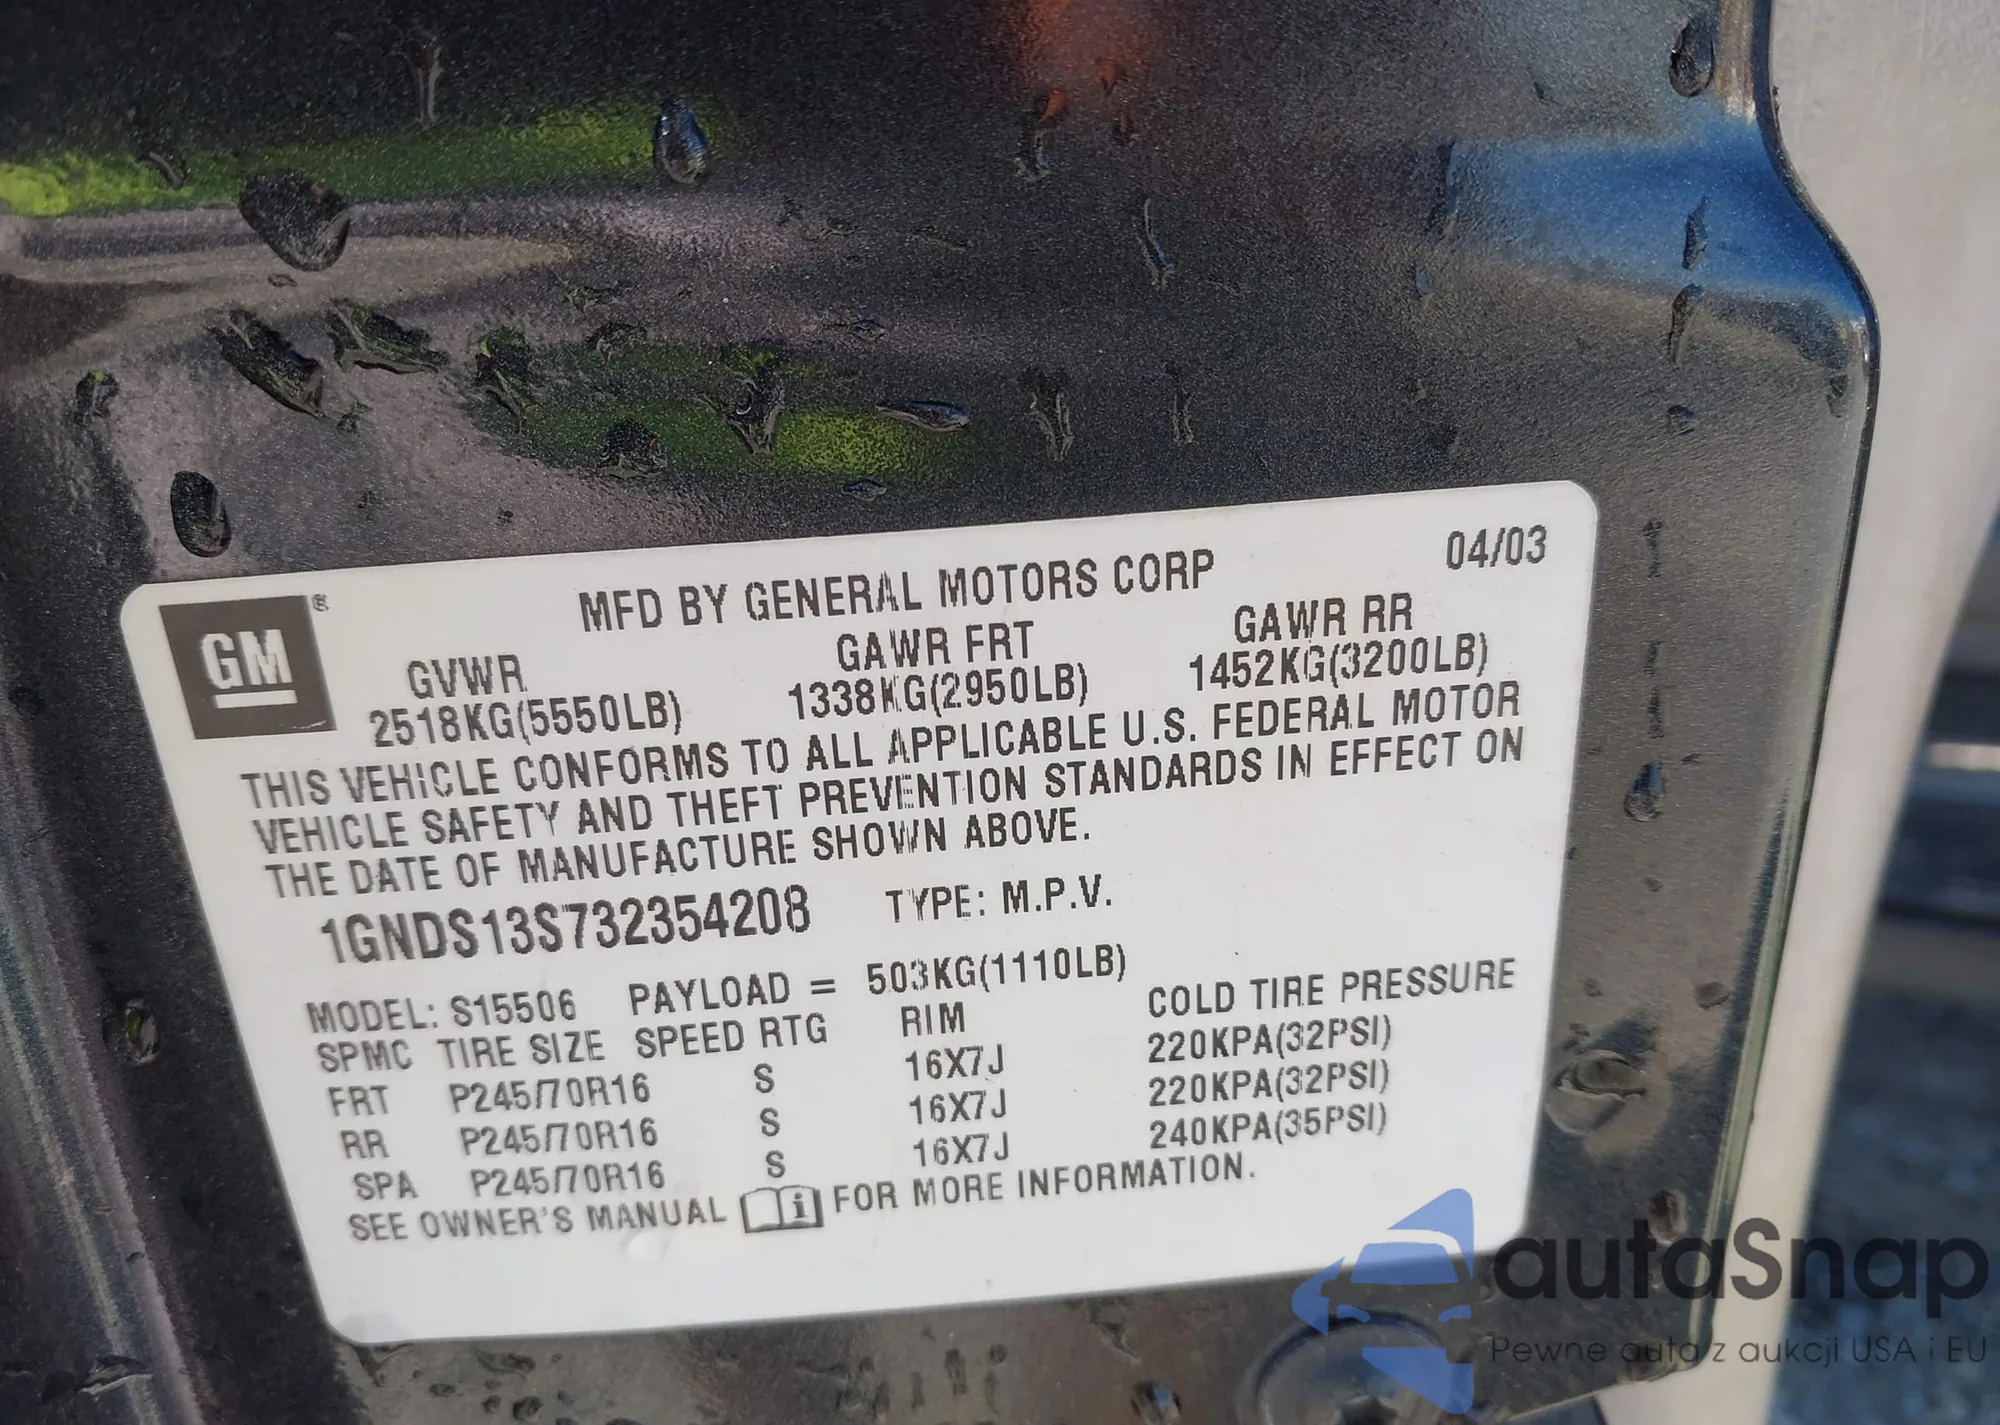 GM ®
MFD BY GENERAL MOTORS CORP 04/03
GVWR GAWR FRT GAWR RR
2518KG(5550LB) 1338KG(2950LB) 1452KG(3200LB)
THIS VEHICLE CONFORMS TO ALL APPLICABLE U.S. FEDERAL MOTOR
VEHICLE SAFETY AND THEFT PREVENTION STANDARDS IN EFFECT ON
THE DATE OF MANUFACTURE SHOWN ABOVE.
1GNDS13S732354208 TYPE: M.P.V.
MODEL: S15506 PAYLOAD = 503KG(1110LB)
SPMC TIRE SIZE SPEED RTG RIM COLD TIRE PRESSURE
FRT P245/70R16 S 16X7J 220KPA(32PSI)
RR P245/70R16 S 16X7J 220KPA(32PSI)
SPA P245/70R16 S 16X7J 240KPA(35PSI)
SEE OWNER'S MANUAL i FOR MORE INFORMATION.
autaSnap
Pewne auta z aukcji USA i EU